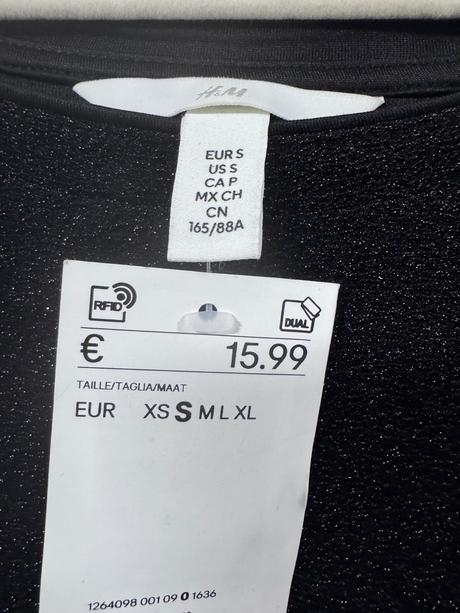 H&M
EUR S
US S
CA P
MX CH
CN
165/88A
RFID
DUAL
€ 15.99
TAILLE/TAGLIA/MAAT
EUR XS S M L XL
1264098 001 09 0 1636